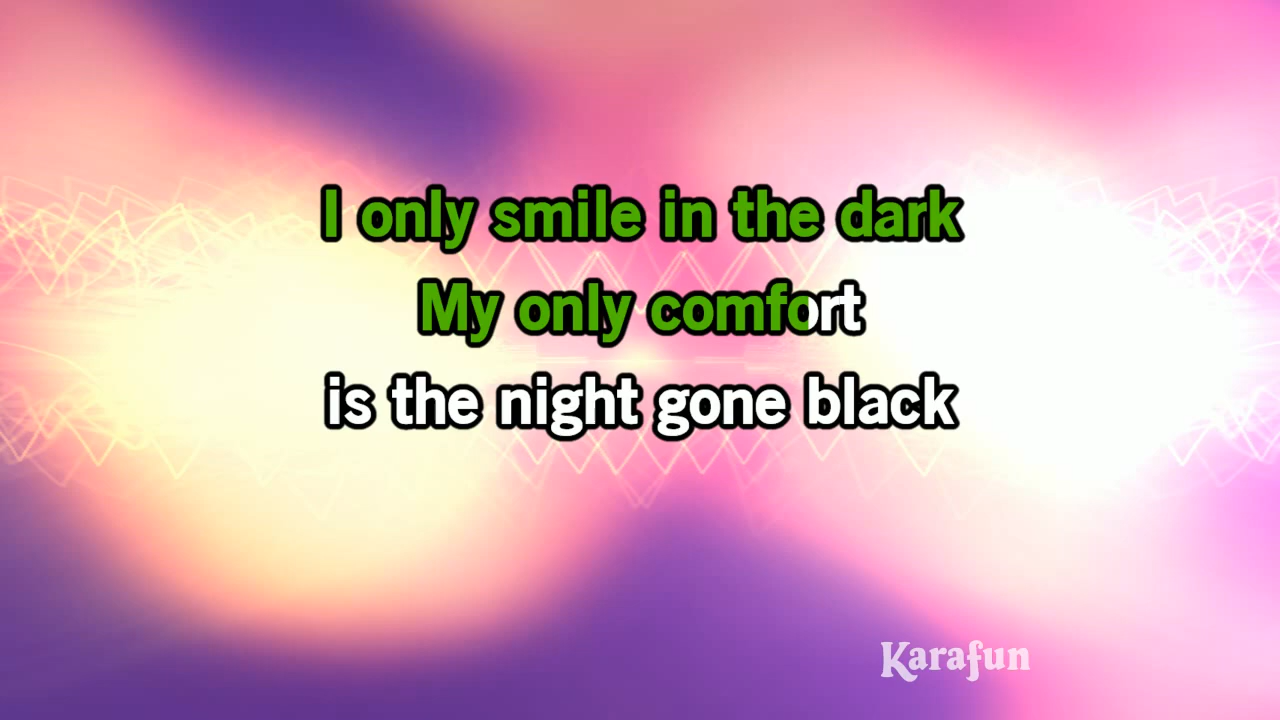 I only smile in the dark
My only comfort
is the night gone black
Karafun